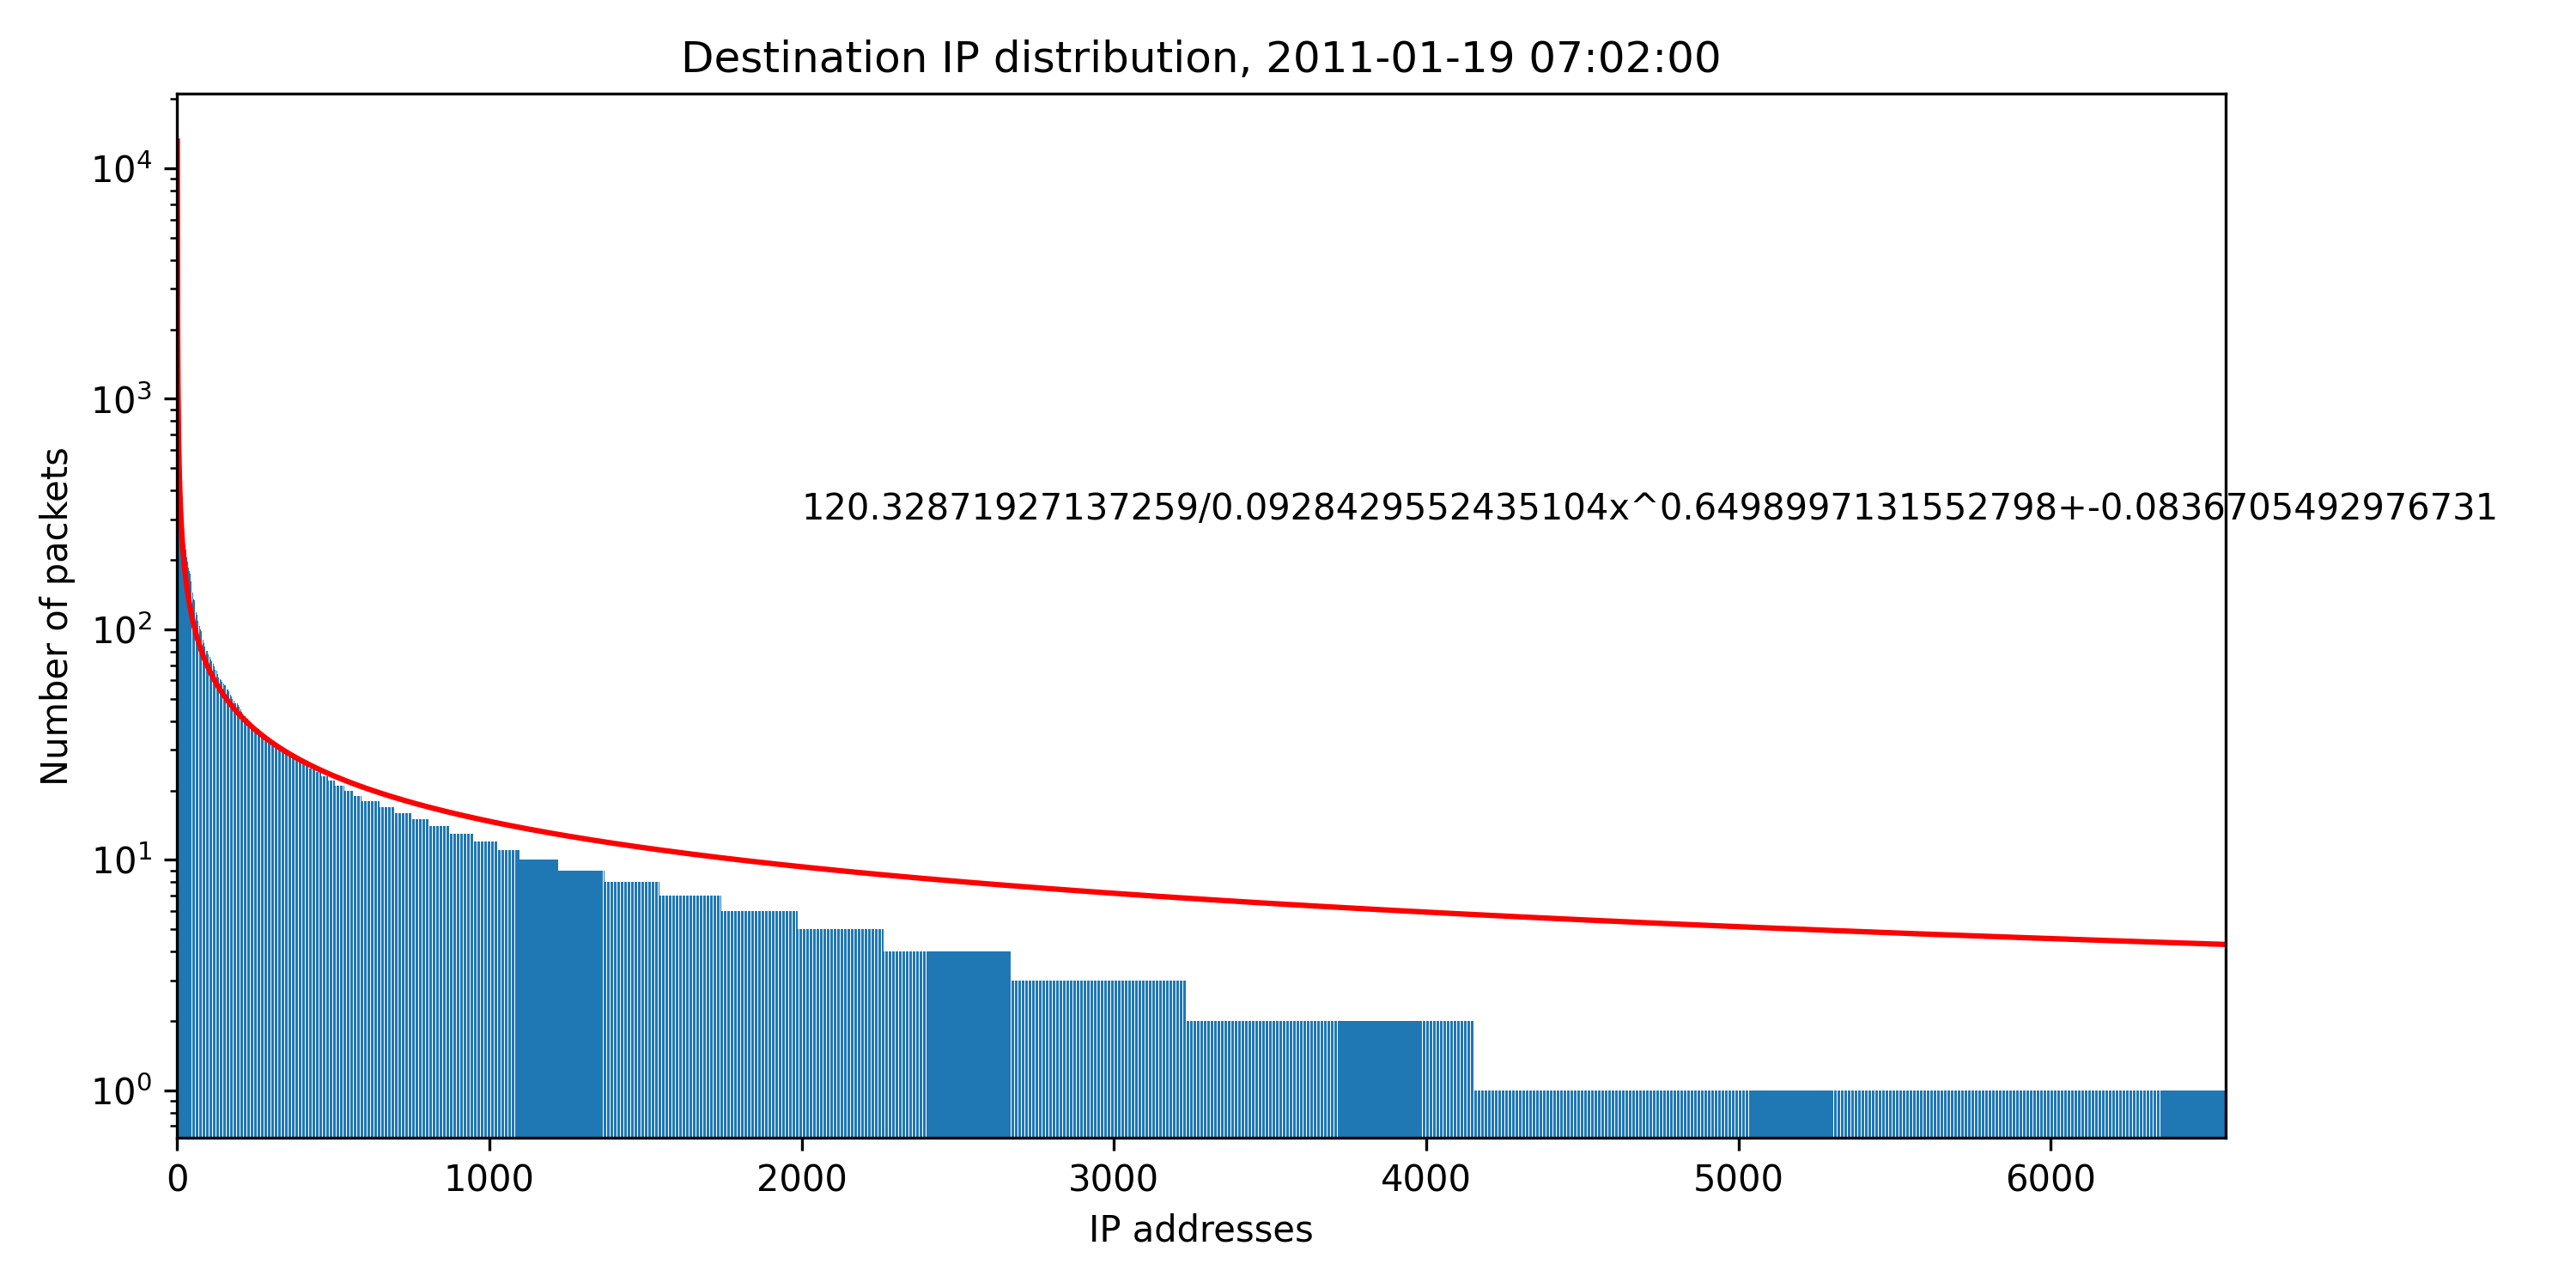 Destination IP distribution, 2011-01-19 07:02:00
10^4
10^3
10^2
10^1
10^0
Number of packets
120.32871927137259/0.0928429552435104x^0.6498997131552798+-0.0836705492976731
0 1000 2000 3000 4000 5000 6000
IP addresses